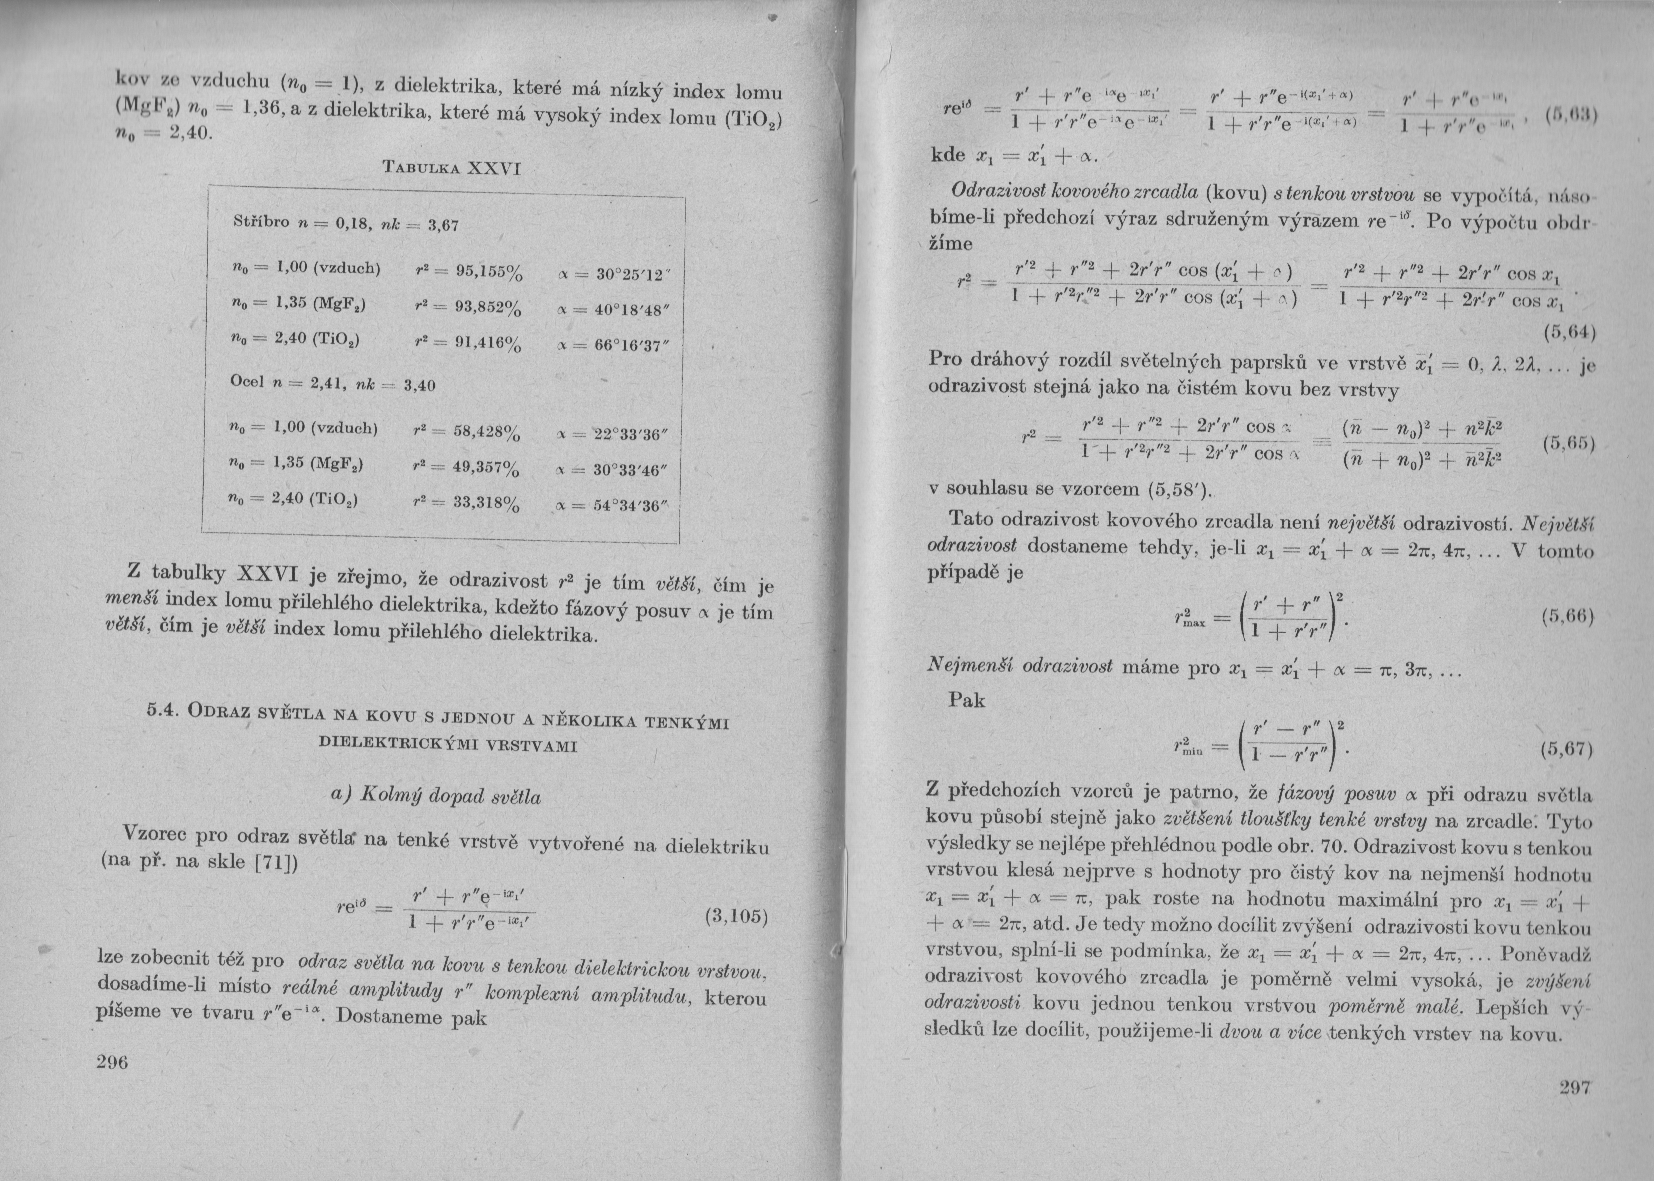 kov ze vzduchu (n₀ = 1), z dielektrika, které má nízký index lomu
(MgF₂) n₀ = 1,36, a z dielektrika, které má vysoký index lomu (TiO₂)
n₀ = 2,40.
TABULKA XXVI
Stříbro n = 0,18, nk = 3,67
n₀ = 1,00 (vzduch) r² = 95,155% α = 30°25′12″
n₀ = 1,35 (MgF₂) r² = 93,852% α = 40°18′48″
n₀ = 2,40 (TiO₂) r² = 91,416% α = 66°16′37″
Ocel n = 2,41, nk = 3,40
n₀ = 1,00 (vzduch) r² = 58,428% α = 22°33′36″
n₀ = 1,35 (MgF₂) r² = 49,357% α = 30°33′46″
n₀ = 2,40 (TiO₂) r² = 33,318% α = 54°34′36″
Z tabulky XXVI je zřejmo, že odrazivost r² je tím větší, čím je
menší index lomu přilehlého dielektrika, kdežto fázový posuv α je tím
větší, čím je větší index lomu přilehlého dielektrika.
5.4. ODRAZ SVĚTLA NA KOVU S JEDNOU A NĚKOLIKA TENKÝMI
DIELEKTRICKÝMI VRSTVAMI
a) Kolmý dopad světla
Vzorec pro odraz světla na tenké vrstvě vytvořené na dielektriku
(na př. na skle [71])
re^{iδ} = (r′ + r″e^{−ix₁′}) / (1 + r′r″e^{−ix₁′}) (3,105)
lze zobecnit též pro odraz světla na kovu s tenkou dielektrickou vrstvou,
dosadíme-li místo reálné amplitudy r″ komplexní amplitudu, kterou
píšeme ve tvaru r″e^{−iα}. Dostaneme pak
296
re^{iδ} = (r′ + r″e^{−iα}e^{−ix₁′}) / (1 + r′r″e^{−iα}e^{−ix₁′}) = (r′ + r″e^{−i(x₁′+α)}) / (1 + r′r″e^{−i(x₁′+α)}) = (r′ + r″e^{−ix₁}) / (1 + r′r″e^{−ix₁}) , (5,63)
kde x₁ = x₁′ + α.
Odrazivost kovového zrcadla (kovu) s tenkou vrstvou se vypočítá, náso-
bíme-li předchozí výraz sdruženým výrazem re^{−iδ}. Po výpočtu obdr-
žíme
r² = (r′² + r″² + 2r′r″ cos (x₁′ + α)) / (1 + r′²r″² + 2r′r″ cos (x₁′ + α)) = (r′² + r″² + 2r′r″ cos x₁) / (1 + r′²r″² + 2r′r″ cos x₁) .
(5,64)
Pro dráhový rozdíl světelných paprsků ve vrstvě x₁′ = 0, λ, 2λ, ... je
odrazivost stejná jako na čistém kovu bez vrstvy
r² = (r′² + r″² + 2r′r″ cos α) / (1 + r′²r″² + 2r′r″ cos α) = ((n̄ − n₀)² + n̄²k̄²) / ((n̄ + n₀)² + n̄²k̄²) (5,65)
v souhlasu se vzorcem (5,58′).
Tato odrazivost kovového zrcadla není největší odrazivostí. Největší
odrazivost dostaneme tehdy, je-li x₁ = x₁′ + α = 2π, 4π, ... V tomto
případě je
r²max = ((r′ + r″) / (1 + r′r″))² . (5,66)
Nejmenší odrazivost máme pro x₁ = x₁′ + α = π, 3π, ...
Pak
r²min = ((r′ − r″) / (1 − r′r″))² . (5,67)
Z předchozích vzorců je patrno, že fázový posuv α při odrazu světla
kovu působí stejně jako zvětšení tloušťky tenké vrstvy na zrcadle. Tyto
výsledky se nejlépe přehlédnou podle obr. 70. Odrazivost kovu s tenkou
vrstvou klesá nejprve s hodnoty pro čistý kov na nejmenší hodnotu
x₁ = x₁′ + α = π, pak roste na hodnotu maximální pro x₁ = x₁′ +
+ α = 2π, atd. Je tedy možno docílit zvýšení odrazivosti kovu tenkou
vrstvou, splní-li se podmínka, že x₁ = x₁′ + α = 2π, 4π, ... Poněvadž
odrazivost kovového zrcadla je poměrně velmi vysoká, je zvýšení
odrazivosti kovu jednou tenkou vrstvou poměrně malé. Lepších vý-
sledků lze docílit, použijeme-li dvou a více tenkých vrstev na kovu.
297